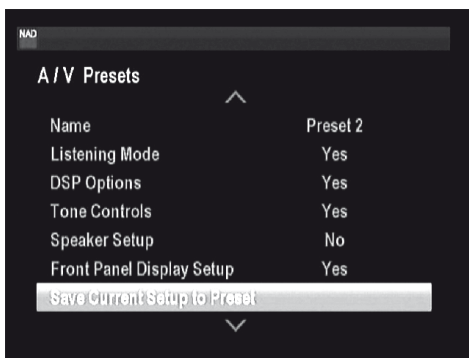 NAD
A / V Presets
Name Preset 2
Listening Mode Yes
DSP Options Yes
Tone Controls Yes
Speaker Setup No
Front Panel Display Setup Yes
Save Current Setup to Preset